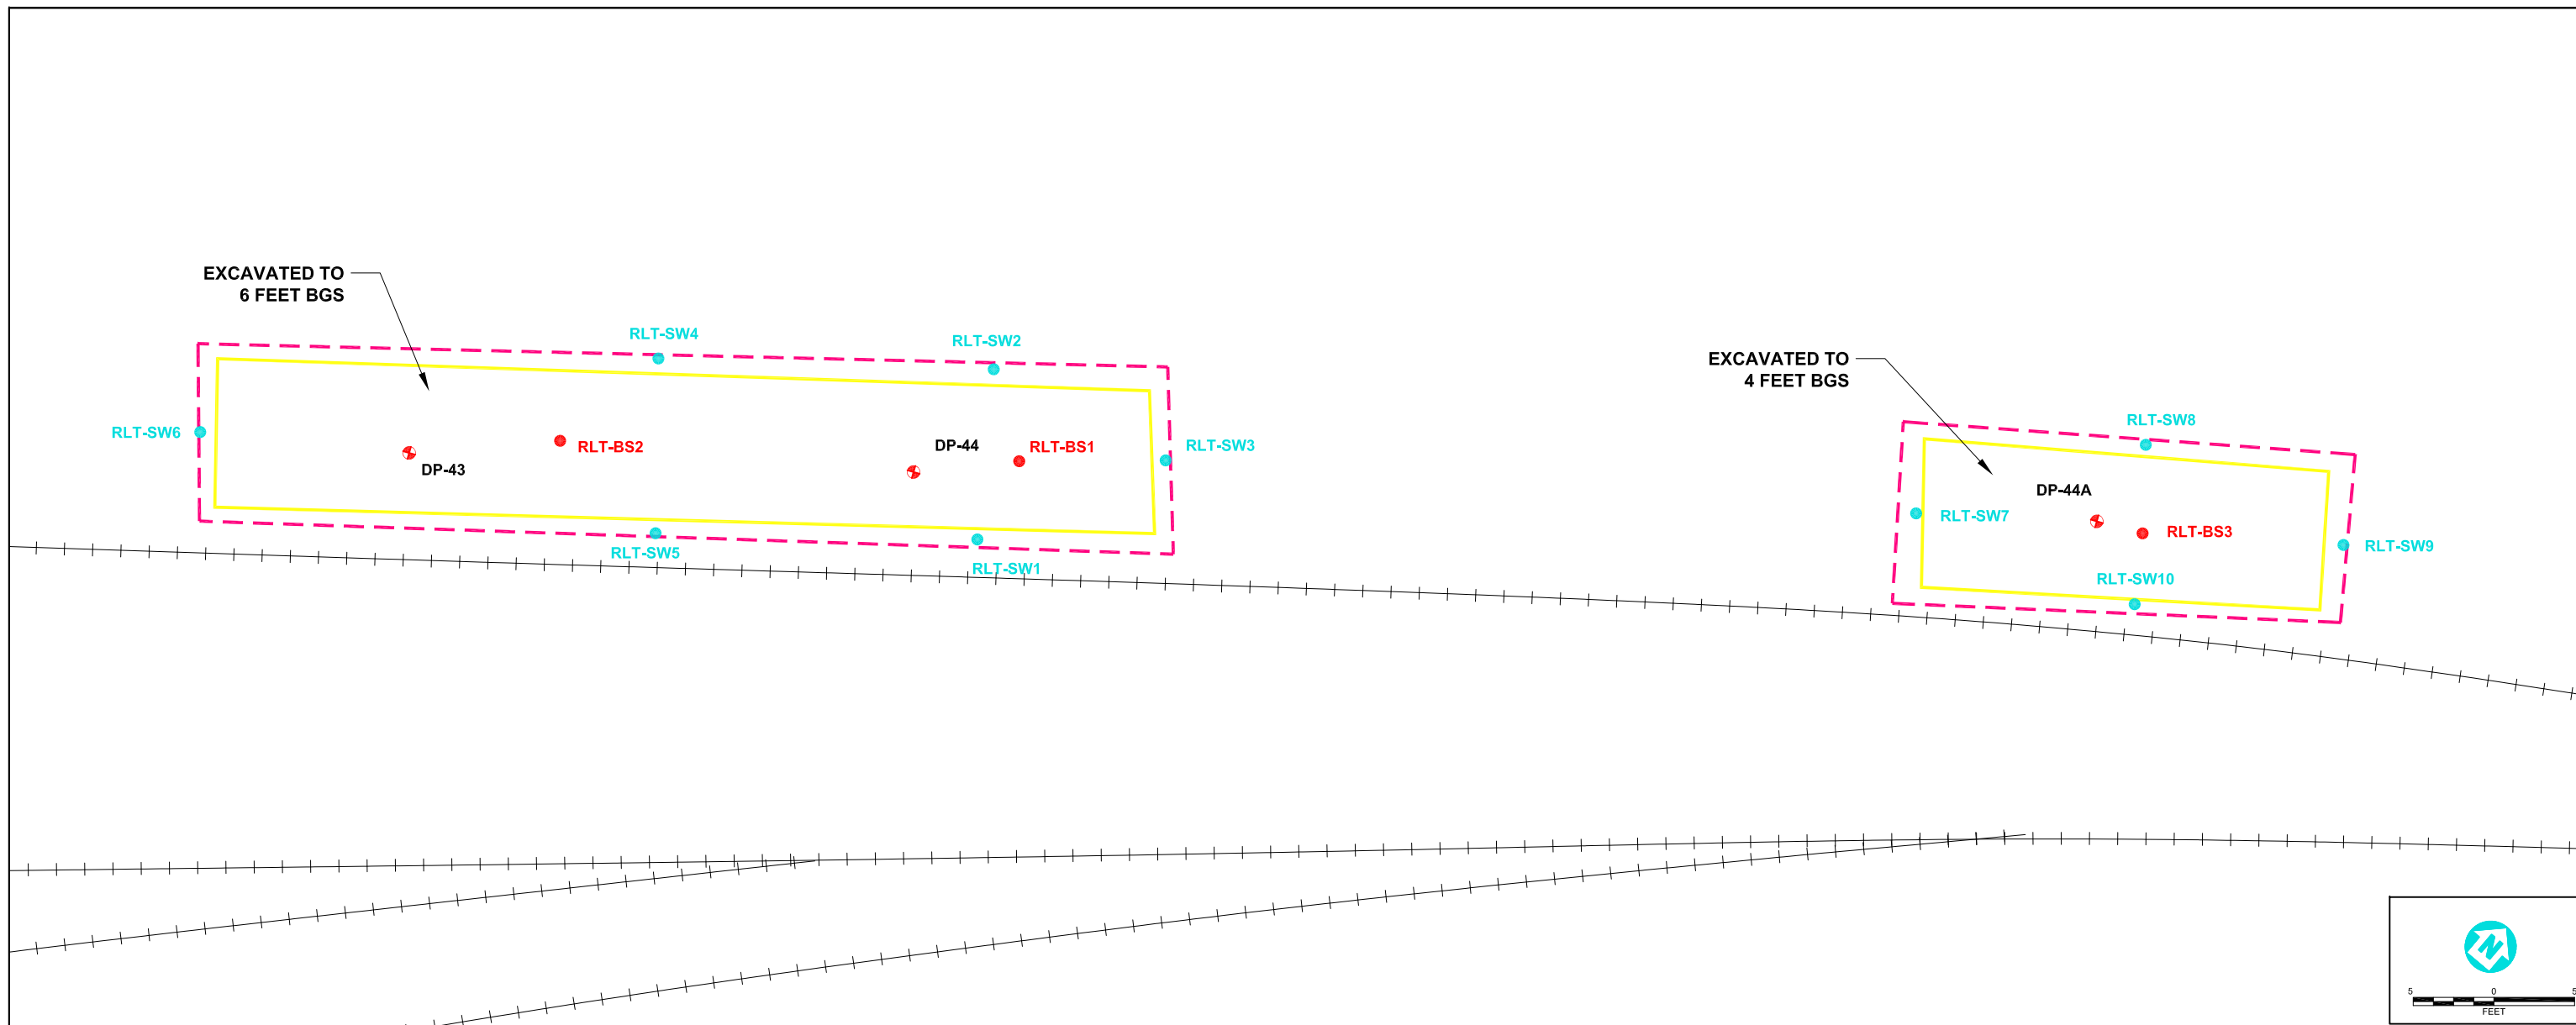 EXCAVATED TO
6 FEET BGS
RLT-SW4
RLT-SW2
EXCAVATED TO
4 FEET BGS
RLT-SW6
RLT-BS2
DP-43
DP-44
RLT-BS1
RLT-SW3
RLT-SW8
DP-44A
RLT-SW7
RLT-BS3
RLT-SW9
RLT-SW5
RLT-SW1
RLT-SW10
N
5 0 5
FEET